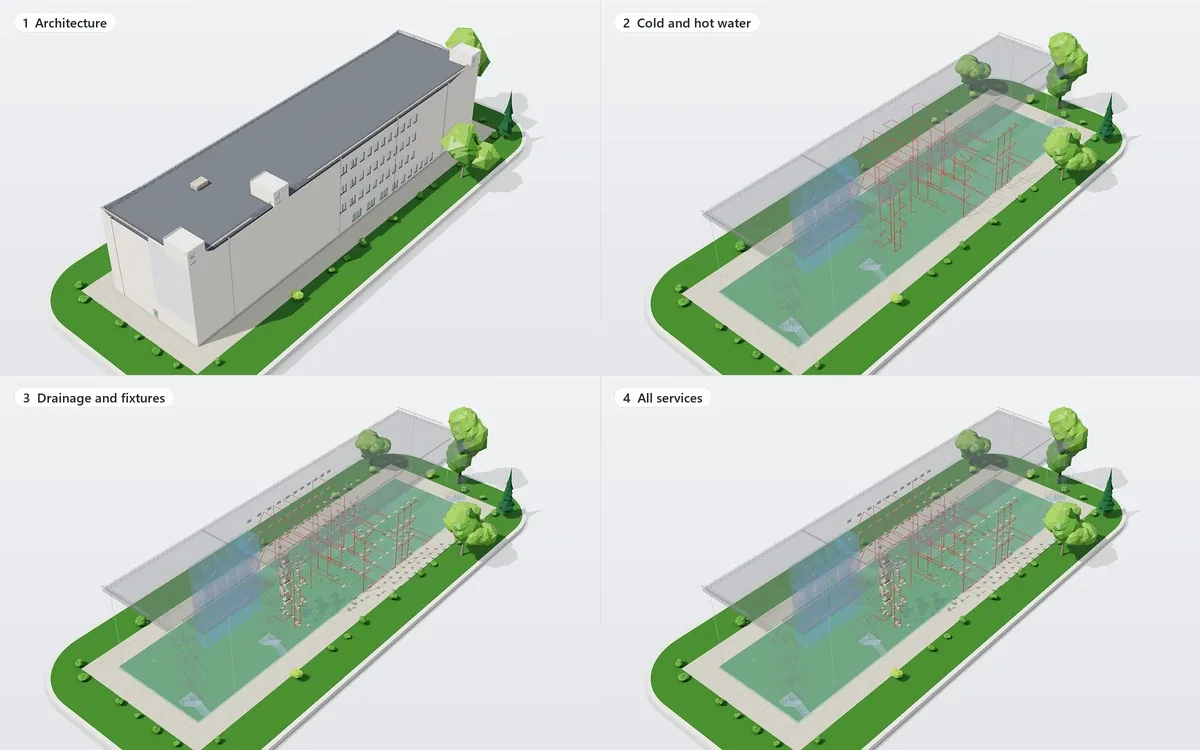 1 Architecture
2 Cold and hot water
3 Drainage and fixtures
4 All services